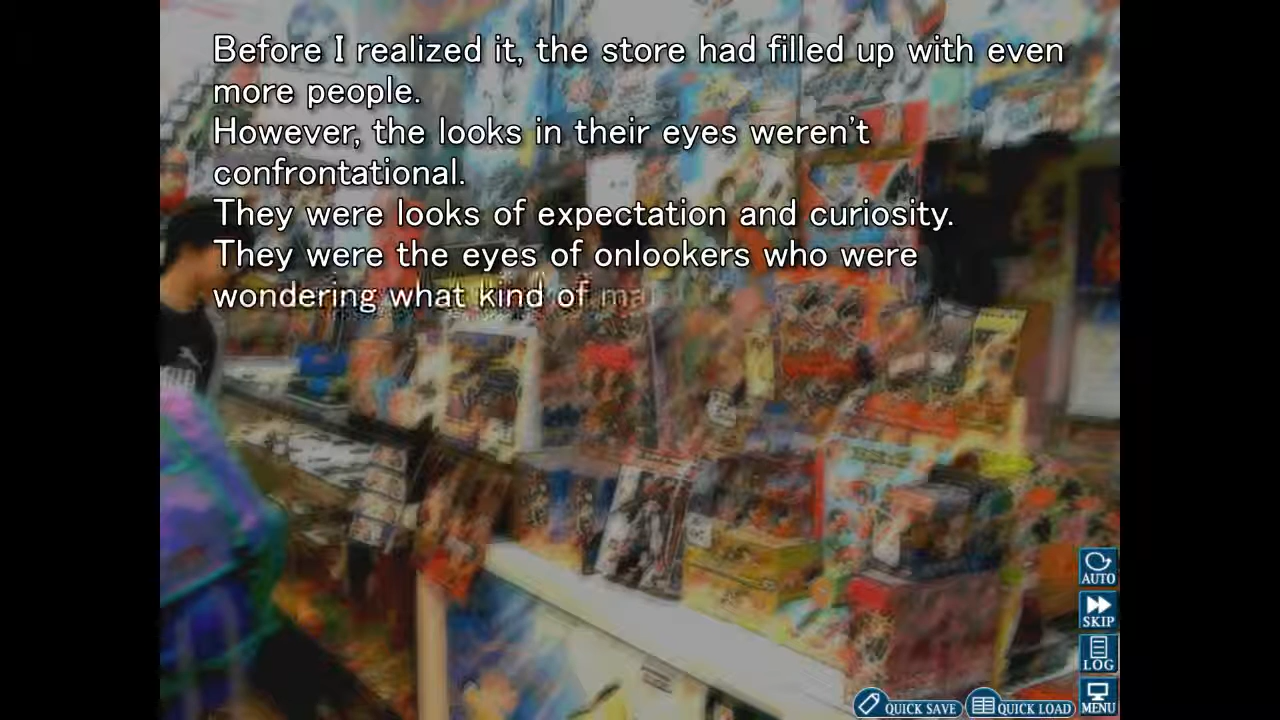 Before I realized it, the store had filled up with even
more people.
However, the looks in their eyes weren't
confrontational.
They were looks of expectation and curiosity.
They were the eyes of onlookers who were
wondering what kind of
AUTO
SKIP
LOG
MENU
QUICK SAVE
QUICK LOAD